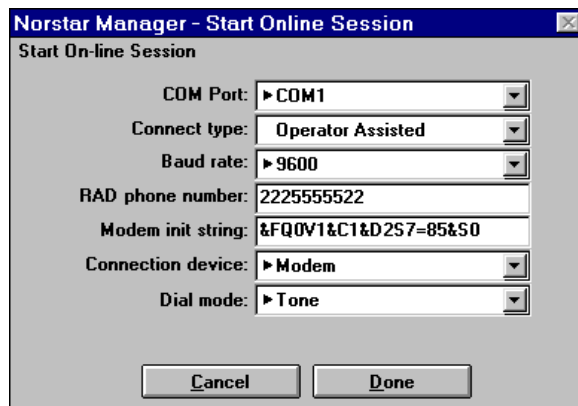 Norstar Manager - Start Online Session
Start On-line Session
COM Port: ▸COM1
Connect type: Operator Assisted
Baud rate: ▸9600
RAD phone number: 2225555522
Modem init string: &FQ0V1&C1&D2S7=85&S0
Connection device: ▸Modem
Dial mode: ▸Tone
Cancel Done